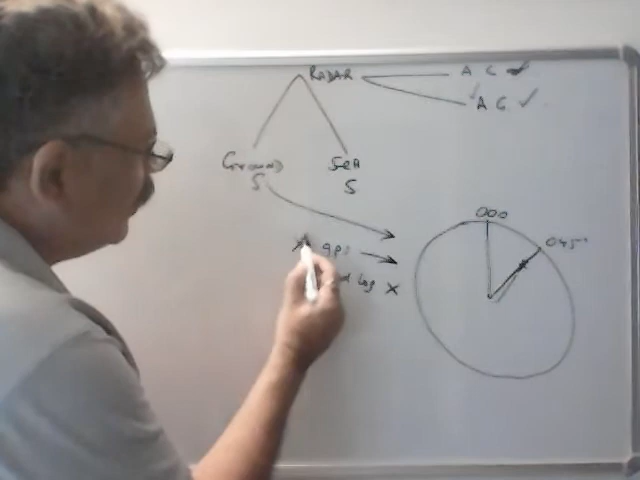 RADAR A C
A C ✓
Ground Sea
S S
000
045°
gps
log x